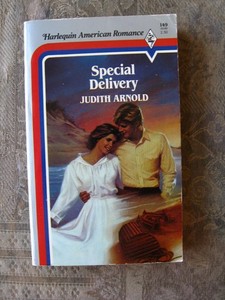 Harlequin American Romance
Special
Delivery
JUDITH ARNOLD